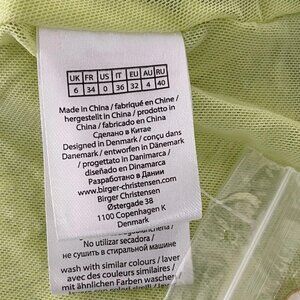 UK FR US IT EU AU RU
6 34 0 36 32 4 40
Made in China / fabriqué en Chine /
hergestellt in China / prodotto in
China / fabricado en China
Сделано в Китае
Designed in Denmark / conçu dans
Danemark / entworfen in Dänemark
/ progettato in Danimarca /
diseñado en Dinamarca
Разработано в Дании
www.birger-christensen.com
Birger Christensen
Østergade 38
1100 Copenhagen K
Denmark
No utilizar secadora /
не сушить в стиральной машине
wash with similar colours / laver
avec des couleurs similaires /
mit ähnlichen Farben waschen